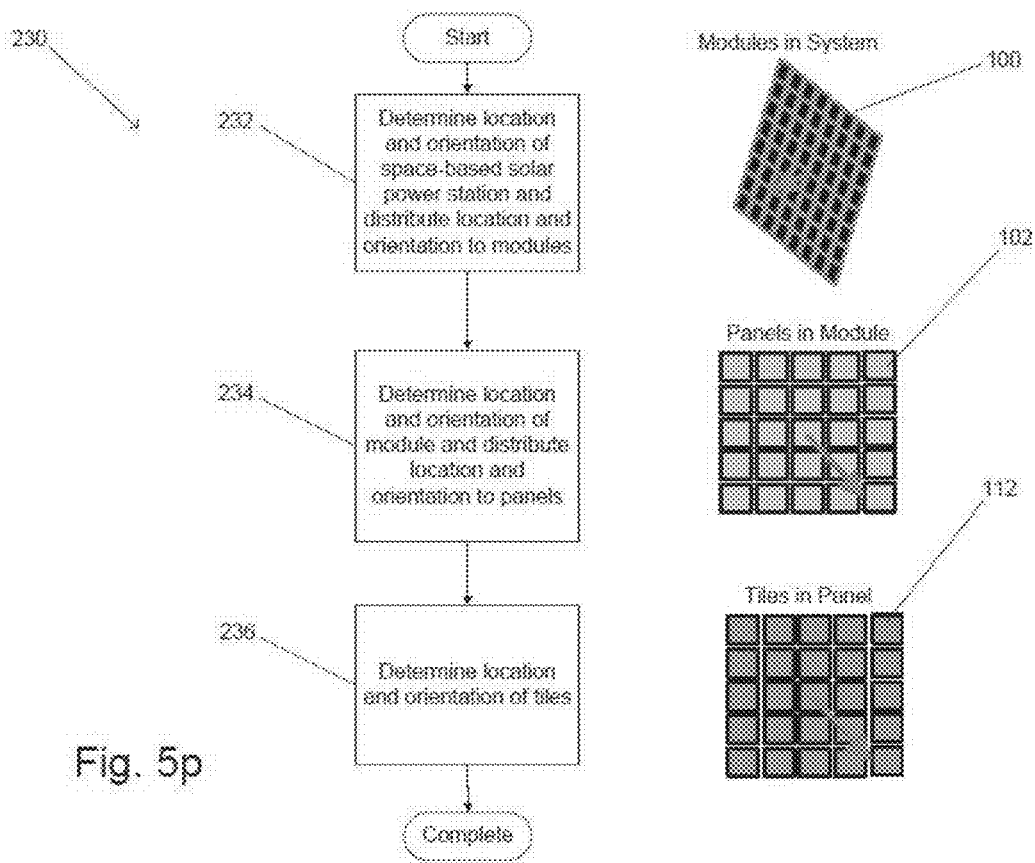 230
Start
232
Determine location
and orientation of
space-based solar
power station and
distribute location and
orientation to modules
234
Determine location
and orientation of
module and distribute
location and
orientation to panels
236
Determine location
and orientation of tiles
Complete
Modules in System
100
Panels in Module
102
Tiles in Panel
112
Fig. 5p